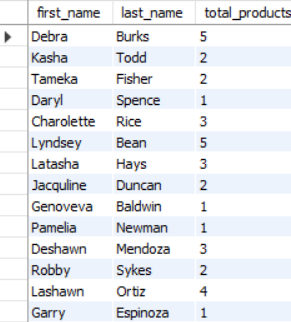 first_name last_name total_products
Debra Burks 5
Kasha Todd 2
Tameka Fisher 2
Daryl Spence 1
Charolette Rice 3
Lyndsey Bean 5
Latasha Hays 3
Jacquline Duncan 2
Genoveva Baldwin 1
Pamelia Newman 1
Deshawn Mendoza 3
Robby Sykes 2
Lashawn Ortiz 4
Garry Espinoza 1